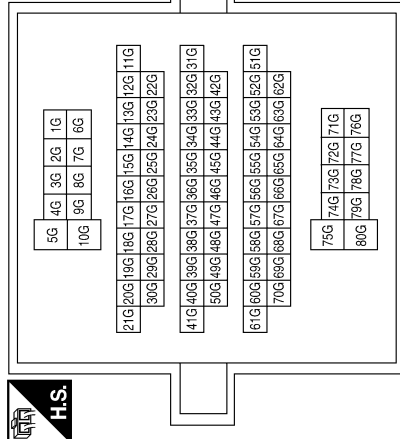 H.S.
5G 4G 3G 2G 1G
10G 9G 8G 7G 6G
21G 20G 19G 18G 17G 16G 15G 14G 13G 12G 11G
30G 29G 28G 27G 26G 25G 24G 23G 22G
41G 40G 39G 38G 37G 36G 35G 34G 33G 32G 31G
50G 49G 48G 47G 46G 45G 44G 43G 42G
61G 60G 59G 58G 57G 56G 55G 54G 53G 52G 51G
70G 69G 68G 67G 66G 65G 64G 63G 62G
75G 74G 73G 72G 71G
80G 79G 78G 77G 76G